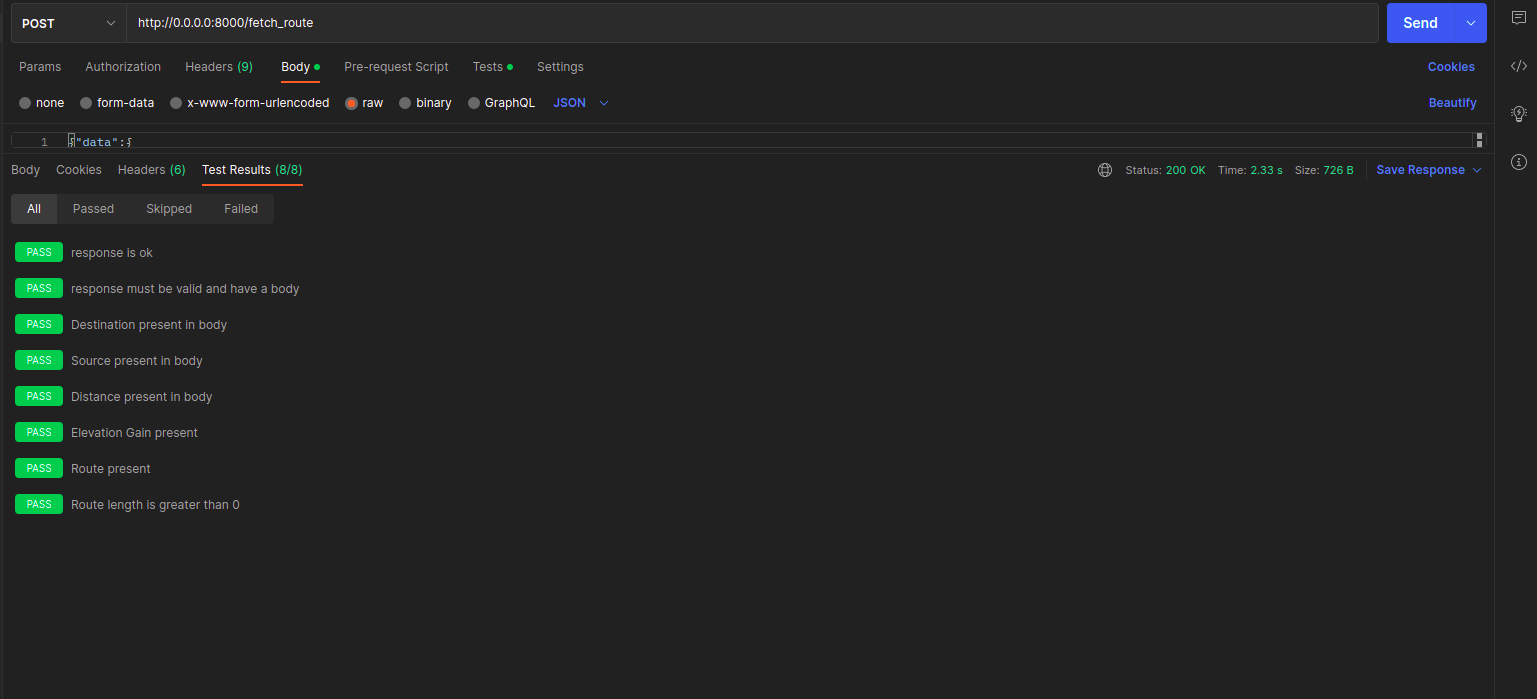 POST http://0.0.0.0:8000/fetch_route Send
Params Authorization Headers (9) Body Pre-request Script Tests Settings Cookies
none form-data x-www-form-urlencoded raw binary GraphQL JSON Beautify
1 {"data":{
Body Cookies Headers (6) Test Results (8/8) Status: 200 OK Time: 2.33 s Size: 726 B Save Response
All Passed Skipped Failed
PASS response is ok
PASS response must be valid and have a body
PASS Destination present in body
PASS Source present in body
PASS Distance present in body
PASS Elevation Gain present
PASS Route present
PASS Route length is greater than 0